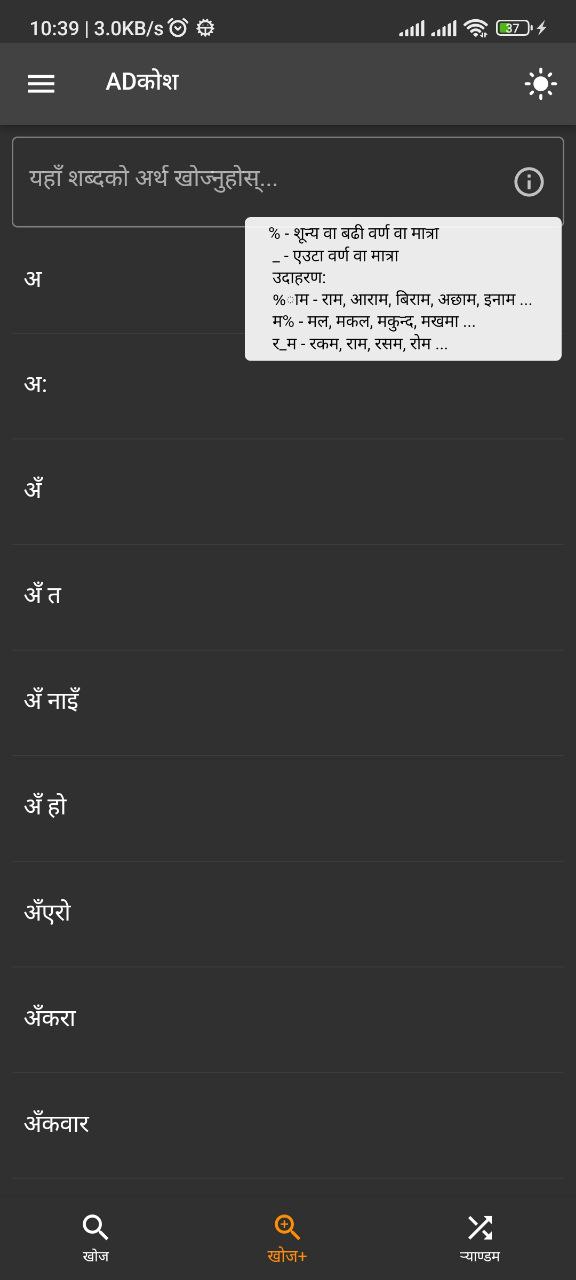 10:39 | 3.0KB/s
37
ADकोश
यहाँ शब्दको अर्थ खोज्नुहोस्...
% - शून्य वा बढी वर्ण वा मात्रा
_ - एउटा वर्ण वा मात्रा
उदाहरण:
%ाम - राम, आराम, बिराम, अछाम, इनाम ...
म% - मल, मकल, मकुन्द, मखमा ...
र_म - रकम, राम, रसम, रोम ...
अ
अ:
अँ
अँ त
अँ नाइँ
अँ हो
अँएरो
अँकरा
अँकवार
खोज
खोज+
ऱ्याण्डम